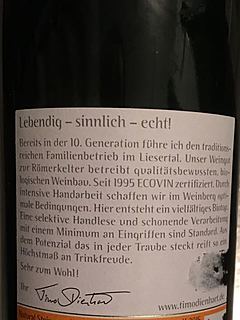 Lebendig – sinnlich – echt!
Bereits in der 10. Generation führe ich den traditions-
reichen Familienbetrieb im Liesertal. Unser Weingut
zur Römerkelter betreibt qualitätsbewussten, bio-
logischen Weinbau. Seit 1995 ECOVIN zertifiziert. Durch
intensive Handarbeit schaffen wir im Weinberg opti-
male Bedingungen. Hier entsteht ein vielfältiges Biotop.
Eine selektive Handlese und schonende Verarbeitung
mit einem Minimum an Eingriffen sind Standard. Aus
dem Potenzial das in jeder Traube steckt reift so ein
Höchstmaß an Trinkfreude.
Sehr zum Wohl!
Ihr Timo Dienhart
www.timodienhart.de